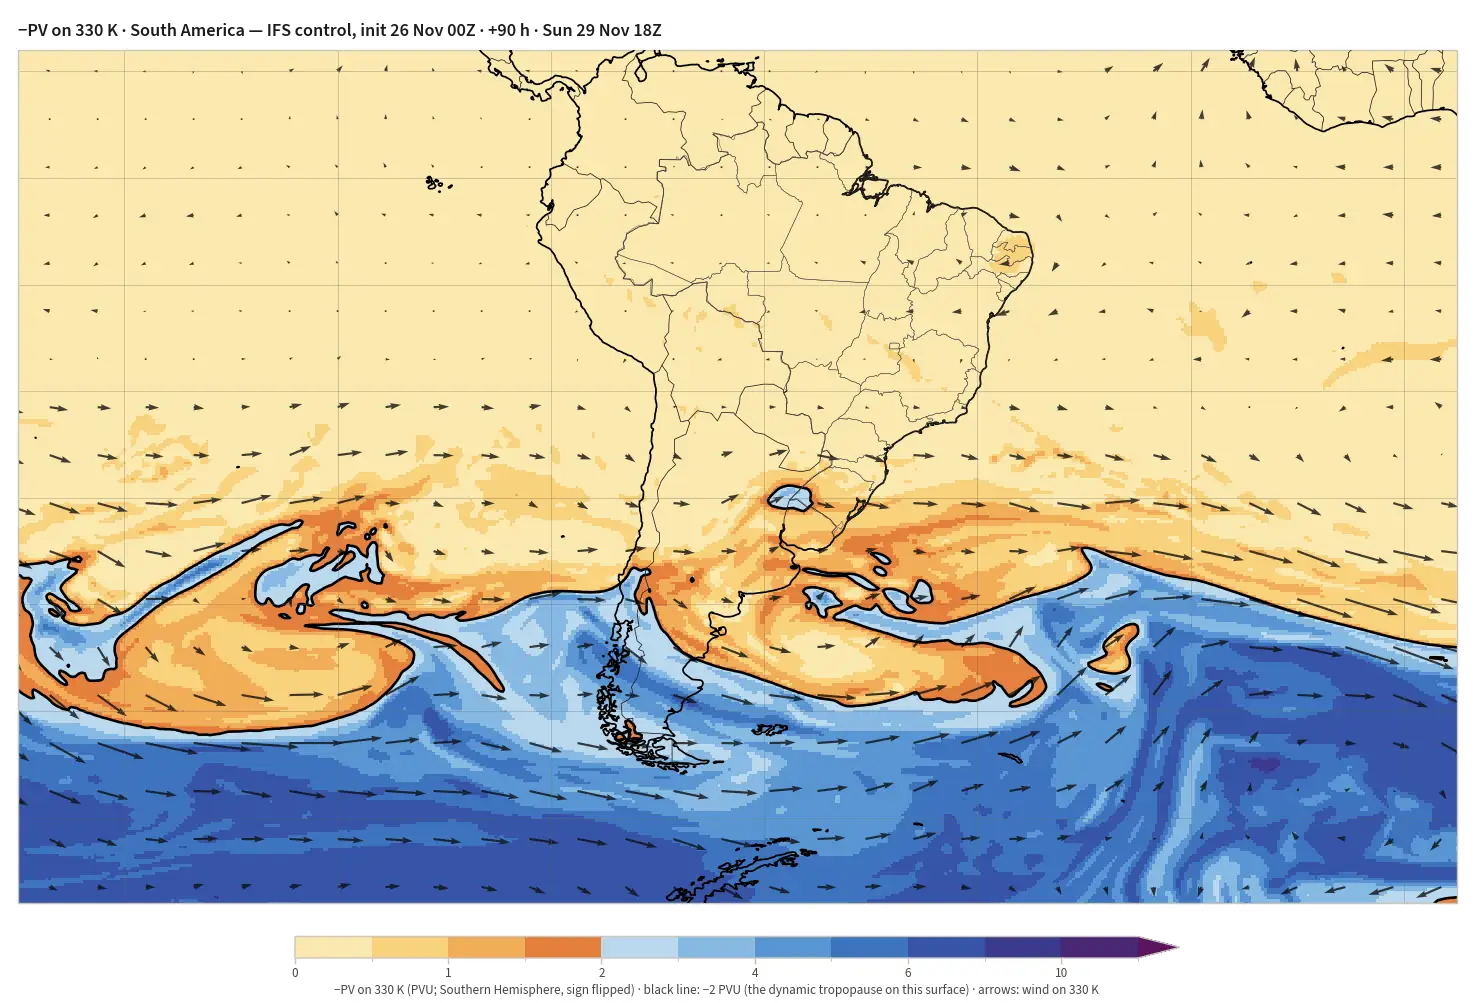 −PV on 330 K · South America — IFS control, init 26 Nov 00Z · +90 h · Sun 29 Nov 18Z
0 1 2 4 6 10
−PV on 330 K (PVU; Southern Hemisphere, sign flipped) · black line: −2 PVU (the dynamic tropopause on this surface) · arrows: wind on 330 K